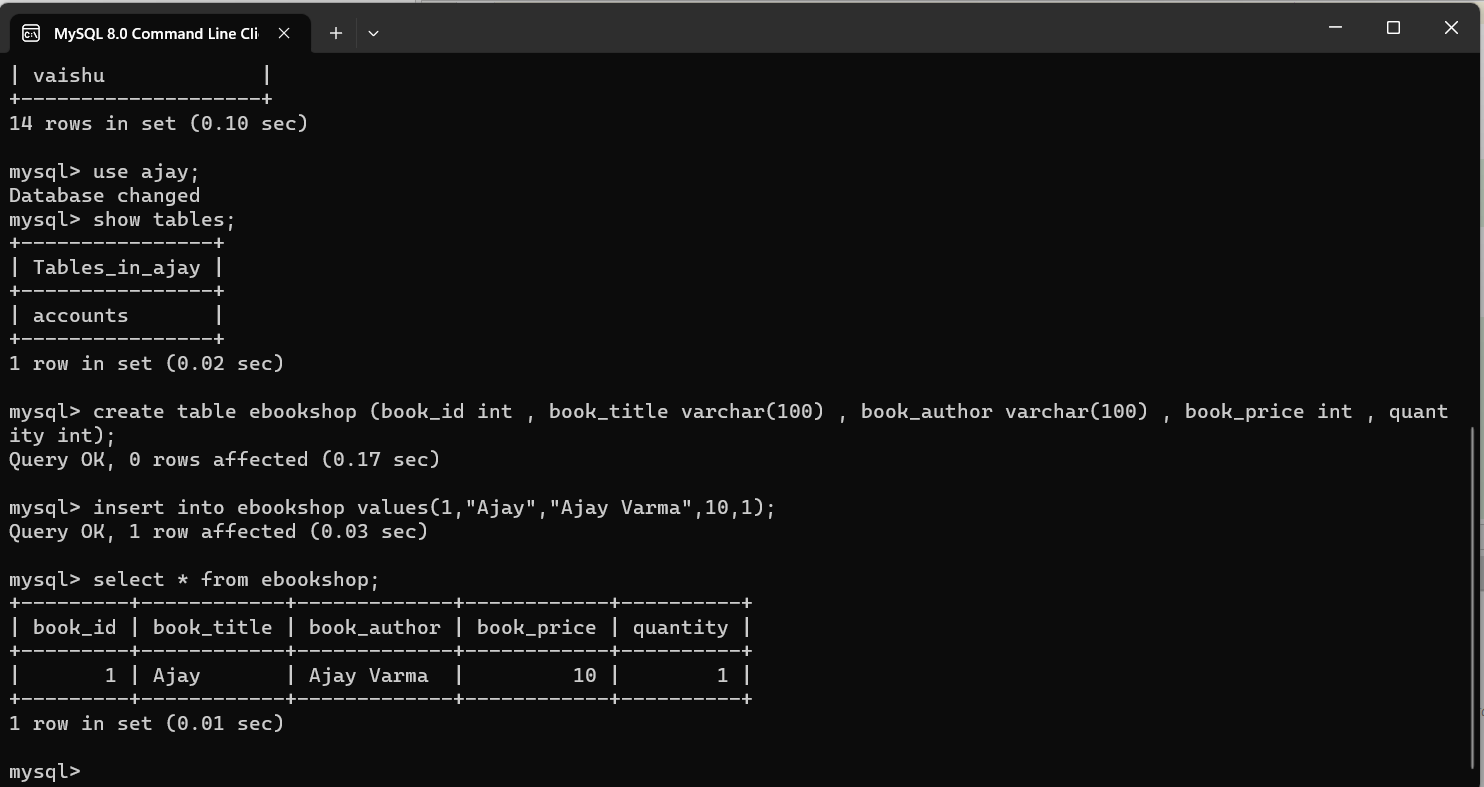 MySQL 8.0 Command Line Cli
| vaishu             |
+--------------------+
14 rows in set (0.10 sec)
mysql> use ajay;
Database changed
mysql> show tables;
+----------------+
| Tables_in_ajay |
+----------------+
| accounts       |
+----------------+
1 row in set (0.02 sec)
mysql> create table ebookshop (book_id int , book_title varchar(100) , book_author varchar(100) , book_price int , quant
ity int);
Query OK, 0 rows affected (0.17 sec)
mysql> insert into ebookshop values(1,"Ajay","Ajay Varma",10,1);
Query OK, 1 row affected (0.03 sec)
mysql> select * from ebookshop;
+---------+------------+-------------+------------+----------+
| book_id | book_title | book_author | book_price | quantity |
+---------+------------+-------------+------------+----------+
|       1 | Ajay       | Ajay Varma  |         10 |        1 |
+---------+------------+-------------+------------+----------+
1 row in set (0.01 sec)
mysql>